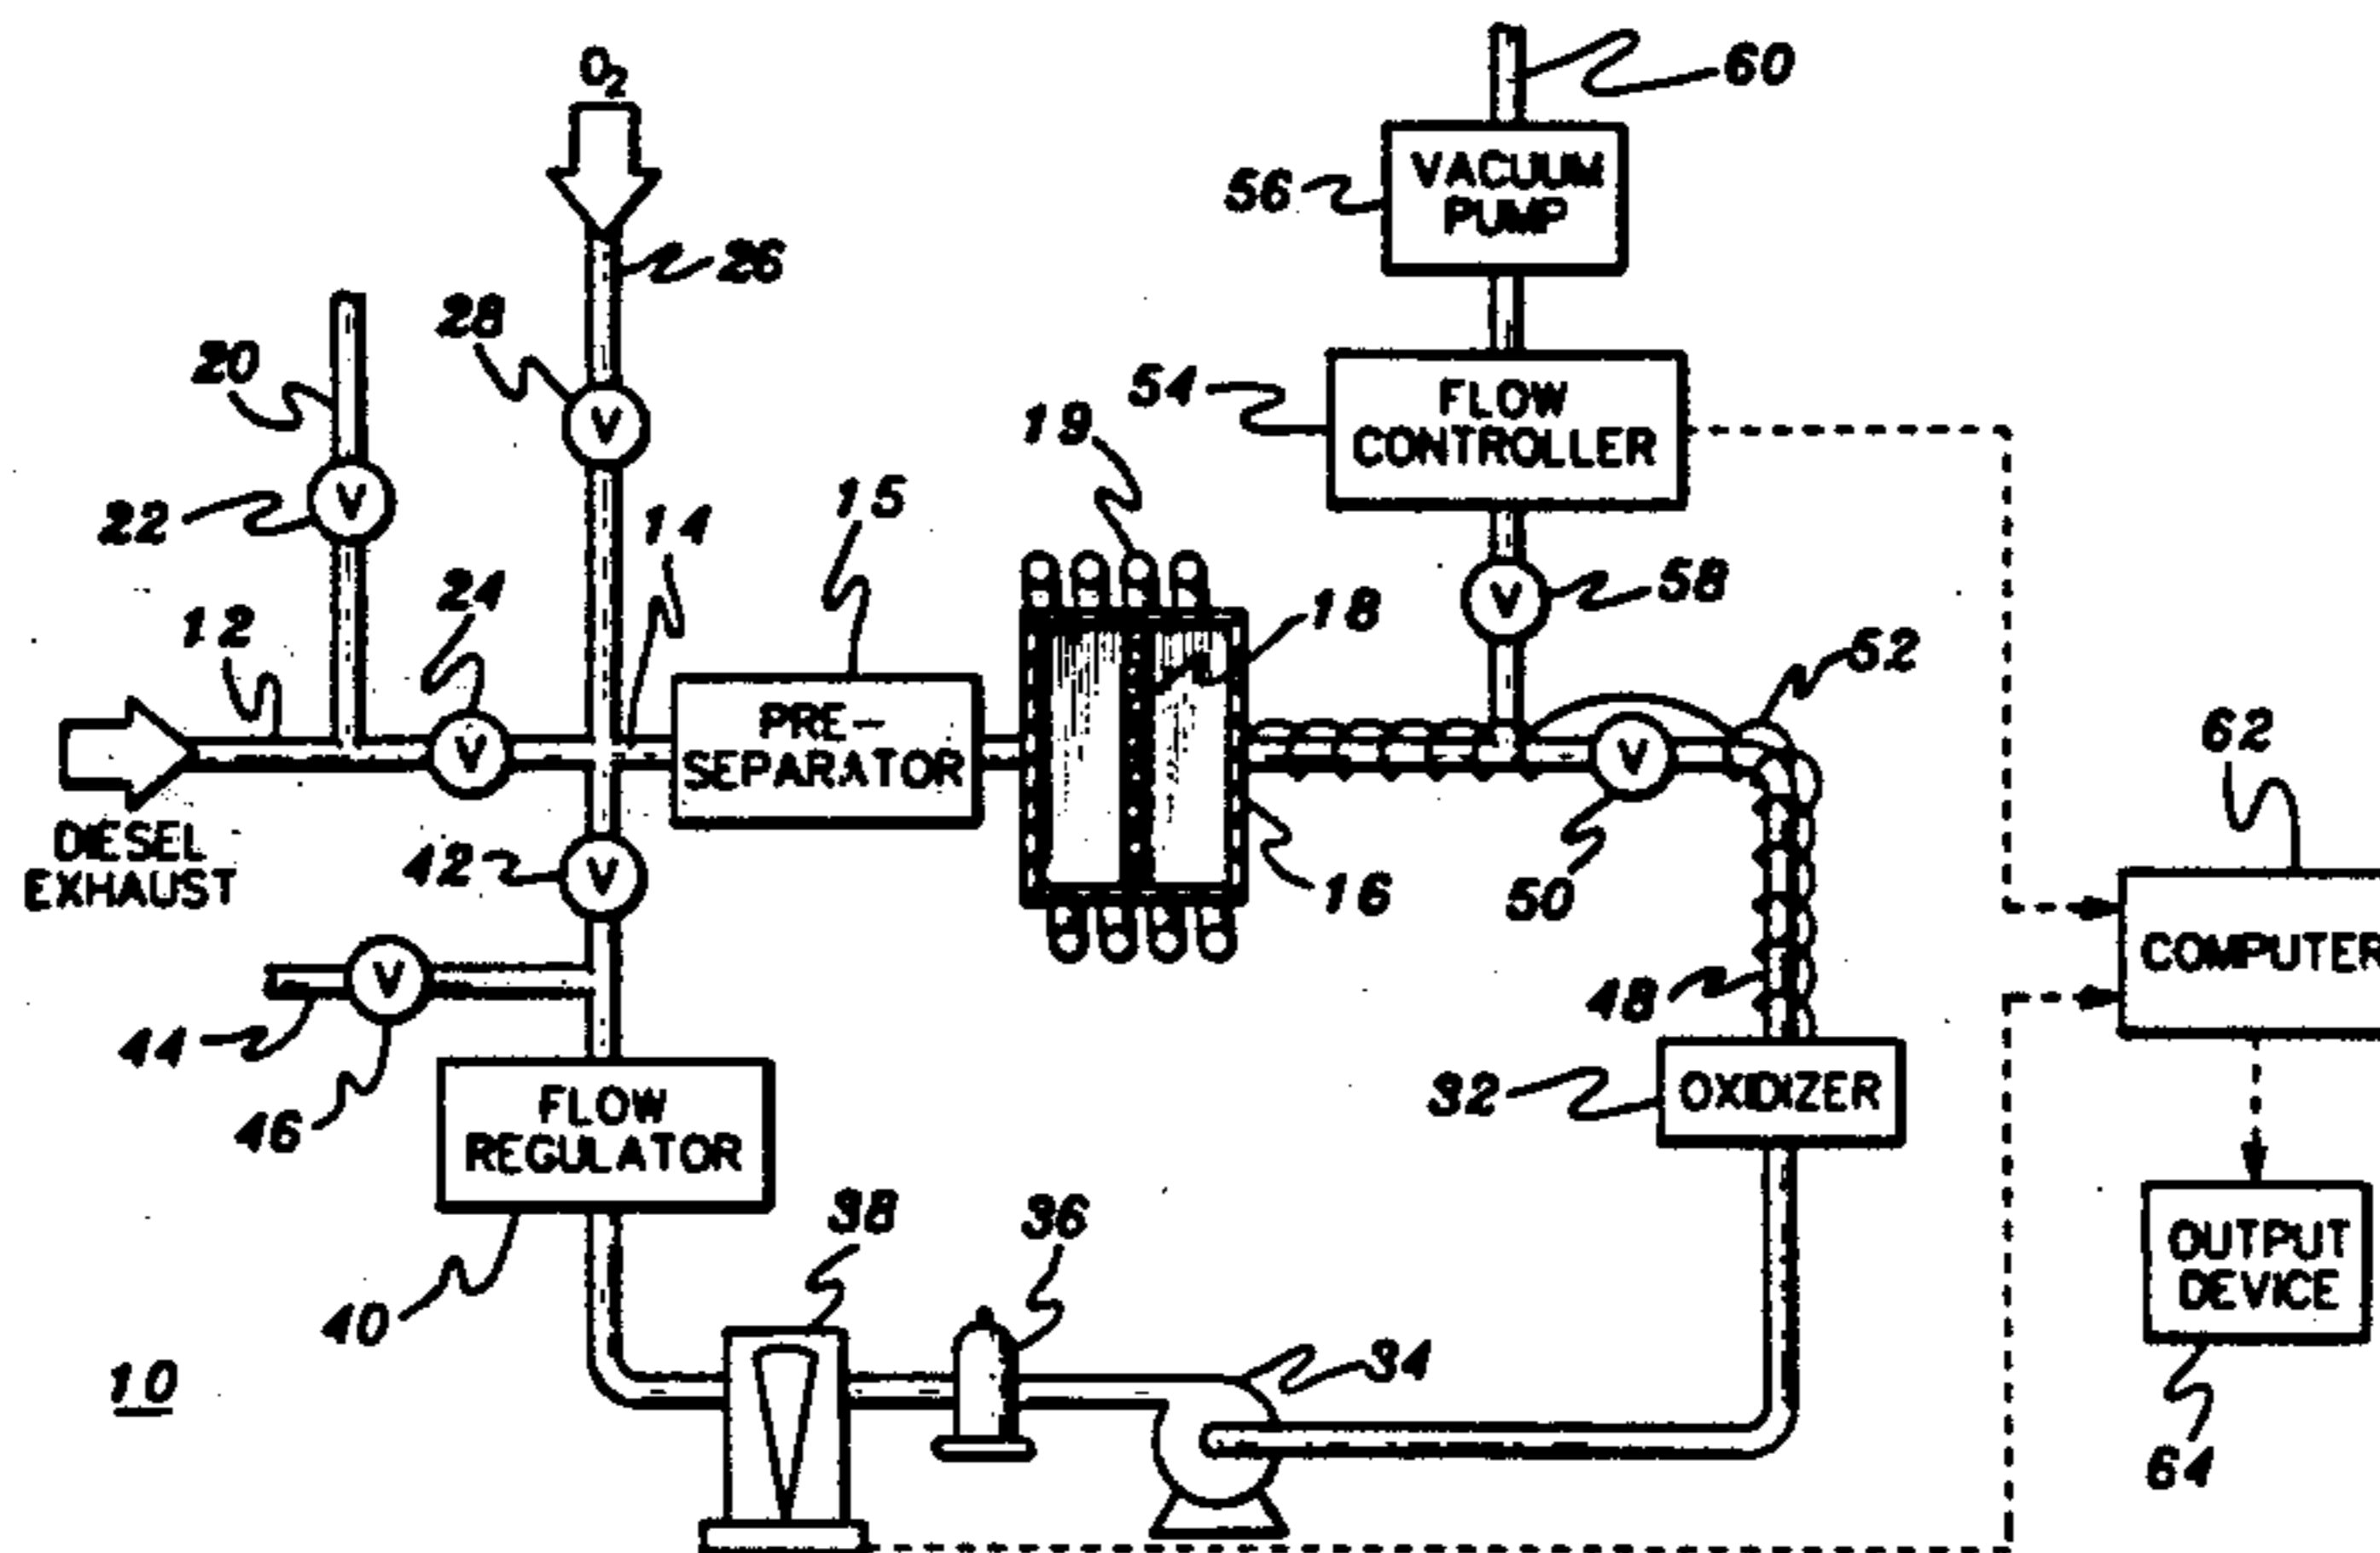 O2
60
VACUUM
PUMP
56
26
28
20
FLOW
CONTROLLER
54
19
V
V
15
14
22
V
58
24
18
12
52
62
PRE-
SEPARATOR
V
V
DIESEL
EXHAUST
42
V
16
50
COMPUTER
V
48
44
46
FLOW
REGULATOR
32
OXIDIZER
38
36
OUTPUT
DEVICE
40
34
10
64